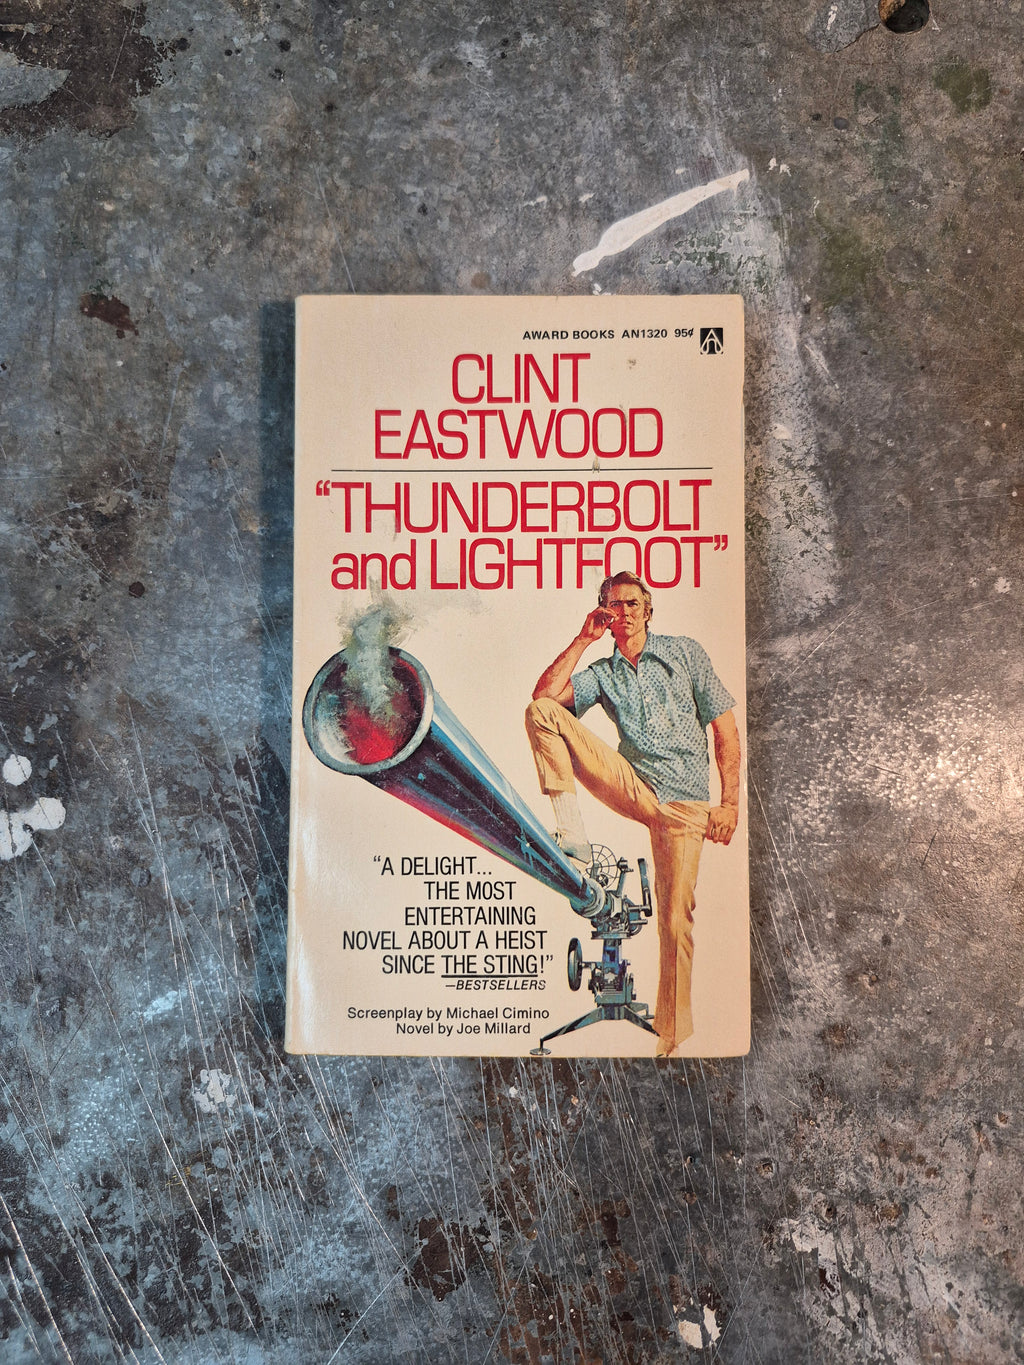 AWARD BOOKS AN1320 95¢
CLINT
EASTWOOD
“THUNDERBOLT
and LIGHTFOOT”
“A DELIGHT...
THE MOST
ENTERTAINING
NOVEL ABOUT A HEIST
SINCE THE STING!”
—BESTSELLERS
Screenplay by Michael Cimino
Novel by Joe Millard